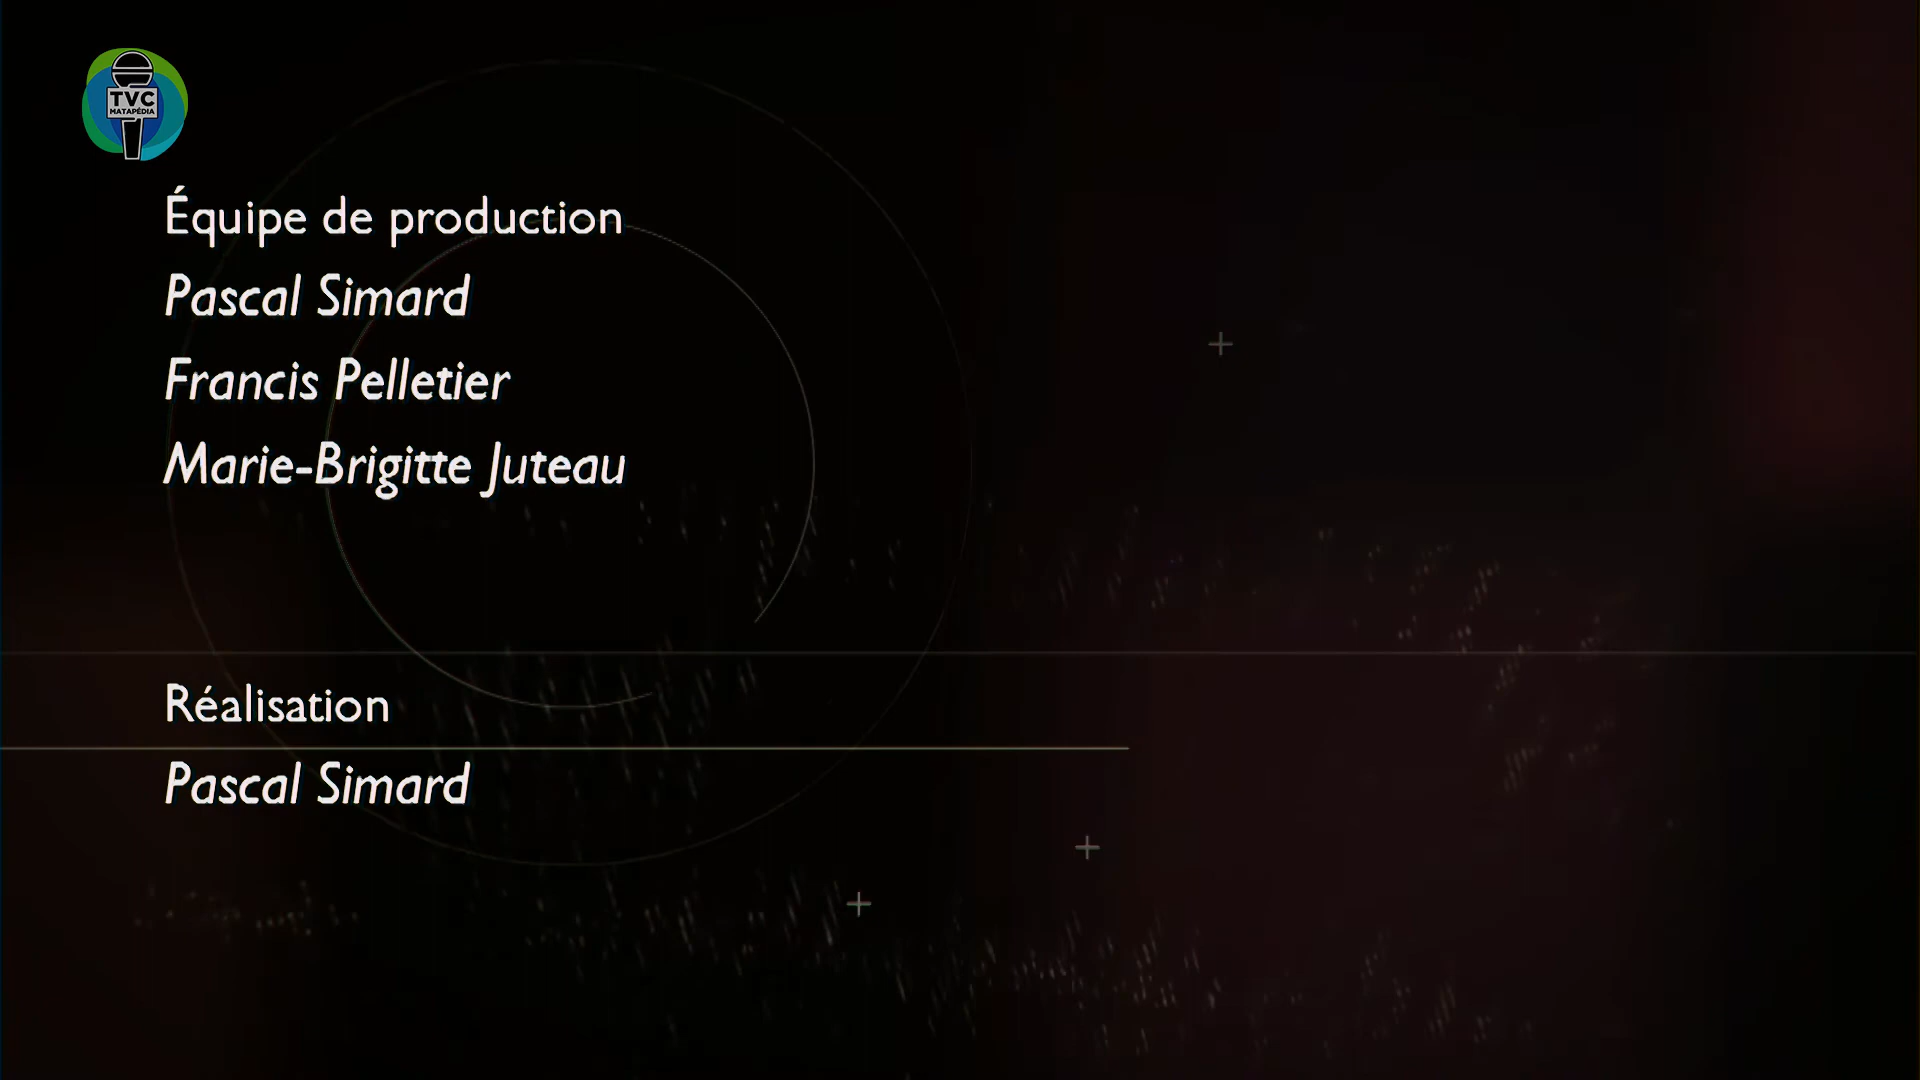 TVC
MATAPÉDIA
Équipe de production
Pascal Simard
Francis Pelletier
Marie-Brigitte Juteau
Réalisation
Pascal Simard